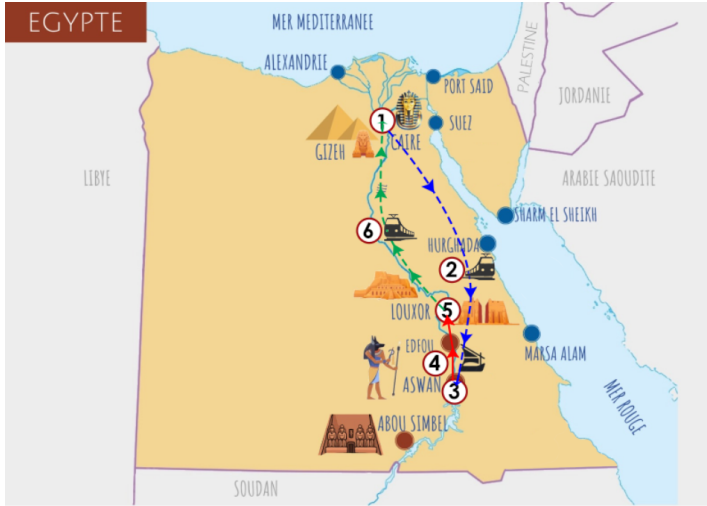 EGYPTE
MER MEDITERRANEE
ALEXANDRIE
PORT SAID
PALESTINE
JORDANIE
1
SUEZ
CAIRE
GIZEH
LIBYE
ARABIE SAOUDITE
SHARM EL SHEIKH
6
HURGHADA
2
LOUXOR
5
EDFOU
MARSA ALAM
4
ASWAN
3
MER ROUGE
ABOU SIMBEL
SOUDAN